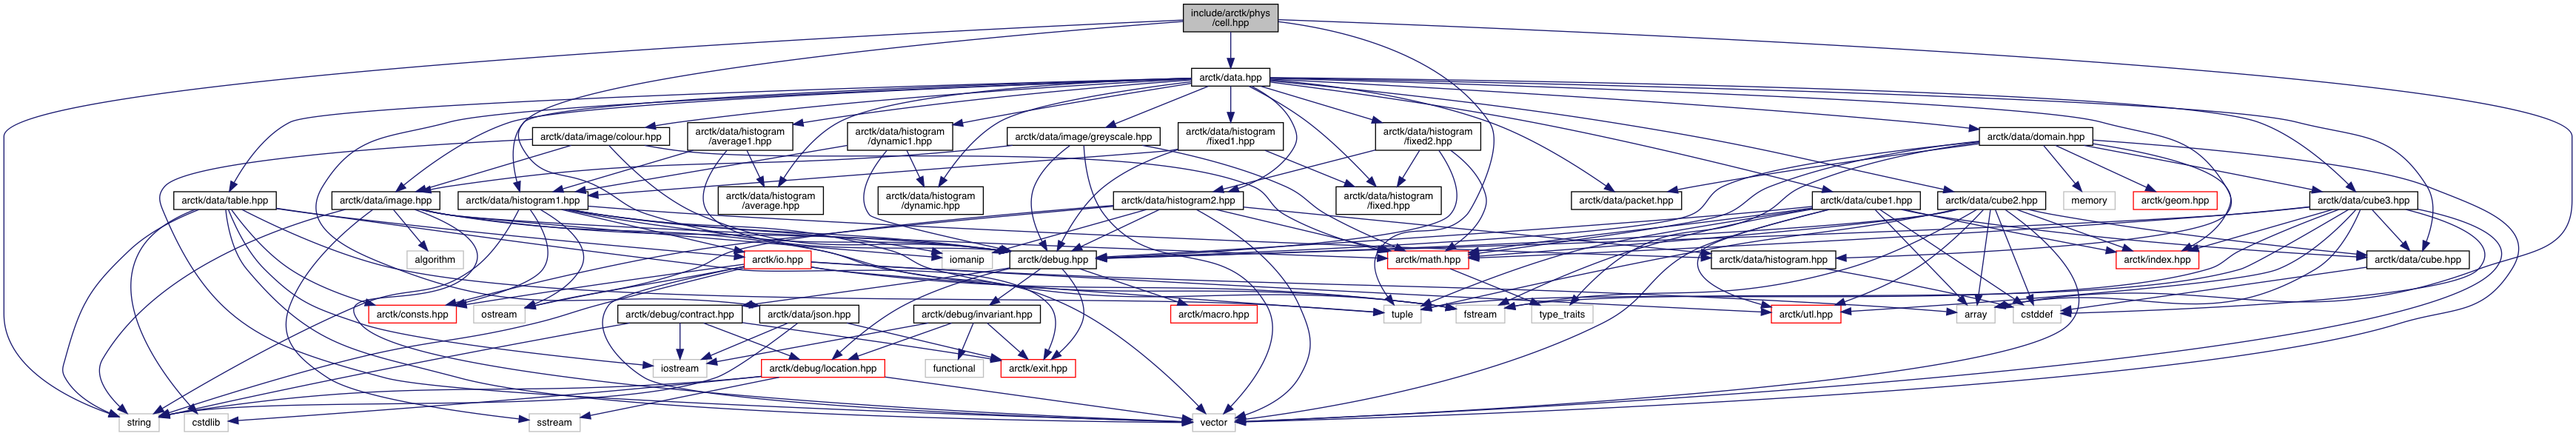 include/arctk/phys
/cell.hpp
arctk/data.hpp
arctk/data/image/colour.hpp
arctk/data/histogram
/average1.hpp
arctk/data/histogram
/dynamic1.hpp
arctk/data/image/greyscale.hpp
arctk/data/histogram
/fixed1.hpp
arctk/data/histogram
/fixed2.hpp
arctk/data/domain.hpp
arctk/data/table.hpp
arctk/data/image.hpp
arctk/data/histogram1.hpp
arctk/data/histogram
/average.hpp
arctk/data/histogram
/dynamic.hpp
arctk/data/histogram2.hpp
arctk/data/histogram
/fixed.hpp
arctk/data/packet.hpp
arctk/data/cube1.hpp
arctk/data/cube2.hpp
memory
arctk/geom.hpp
arctk/data/cube3.hpp
algorithm
arctk/io.hpp
iomanip
arctk/debug.hpp
arctk/math.hpp
arctk/data/histogram.hpp
arctk/index.hpp
arctk/data/cube.hpp
arctk/consts.hpp
ostream
arctk/debug/contract.hpp
arctk/data/json.hpp
arctk/debug/invariant.hpp
arctk/macro.hpp
tuple
fstream
type_traits
arctk/utl.hpp
array
cstddef
iostream
arctk/debug/location.hpp
functional
arctk/exit.hpp
string
cstdlib
sstream
vector